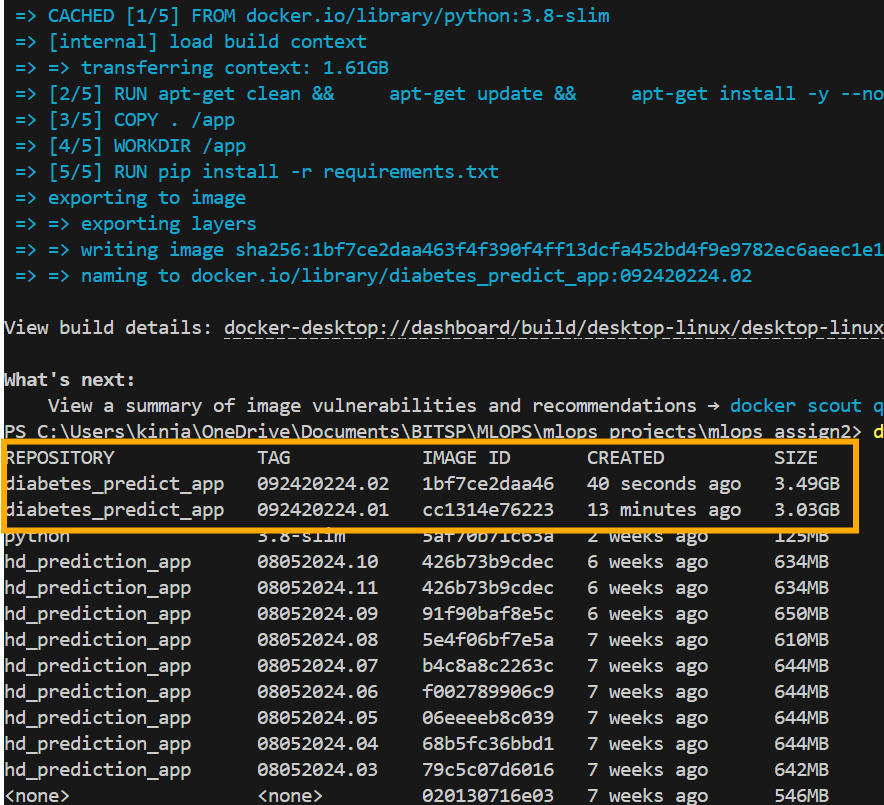 => CACHED [1/5] FROM docker.io/library/python:3.8-slim
=> [internal] load build context
=> => transferring context: 1.61GB
=> [2/5] RUN apt-get clean && apt-get update && apt-get install -y --no
=> [3/5] COPY . /app
=> [4/5] WORKDIR /app
=> [5/5] RUN pip install -r requirements.txt
=> exporting to image
=> => exporting layers
=> => writing image sha256:1bf7ce2daa463f4f390f4ff13dcfa452bd4f9e9782ec6aeec1e1
=> => naming to docker.io/library/diabetes_predict_app:092420224.02
View build details: docker-desktop://dashboard/build/desktop-linux/desktop-linux
What's next:
View a summary of image vulnerabilities and recommendations → docker scout q
PS C:\Users\kinja\OneDrive\Documents\BITSP\MLOPS\mlops projects\mlops assign2> d
REPOSITORY TAG IMAGE ID CREATED SIZE
diabetes_predict_app 092420224.02 1bf7ce2daa46 40 seconds ago 3.49GB
diabetes_predict_app 092420224.01 cc1314e76223 13 minutes ago 3.03GB
python 3.8-slim 5af70b71c63a 2 weeks ago 125MB
hd_prediction_app 08052024.10 426b73b9cdec 6 weeks ago 634MB
hd_prediction_app 08052024.11 426b73b9cdec 6 weeks ago 634MB
hd_prediction_app 08052024.09 91f90baf8e5c 6 weeks ago 650MB
hd_prediction_app 08052024.08 5e4f06bf7e5a 7 weeks ago 610MB
hd_prediction_app 08052024.07 b4c8a8c2263c 7 weeks ago 644MB
hd_prediction_app 08052024.06 f002789906c9 7 weeks ago 644MB
hd_prediction_app 08052024.05 06eeeeb8c039 7 weeks ago 644MB
hd_prediction_app 08052024.04 68b5fc36bbd1 7 weeks ago 644MB
hd_prediction_app 08052024.03 79c5c07d6016 7 weeks ago 642MB
<none> <none> 020130716e03 7 weeks ago 546MB